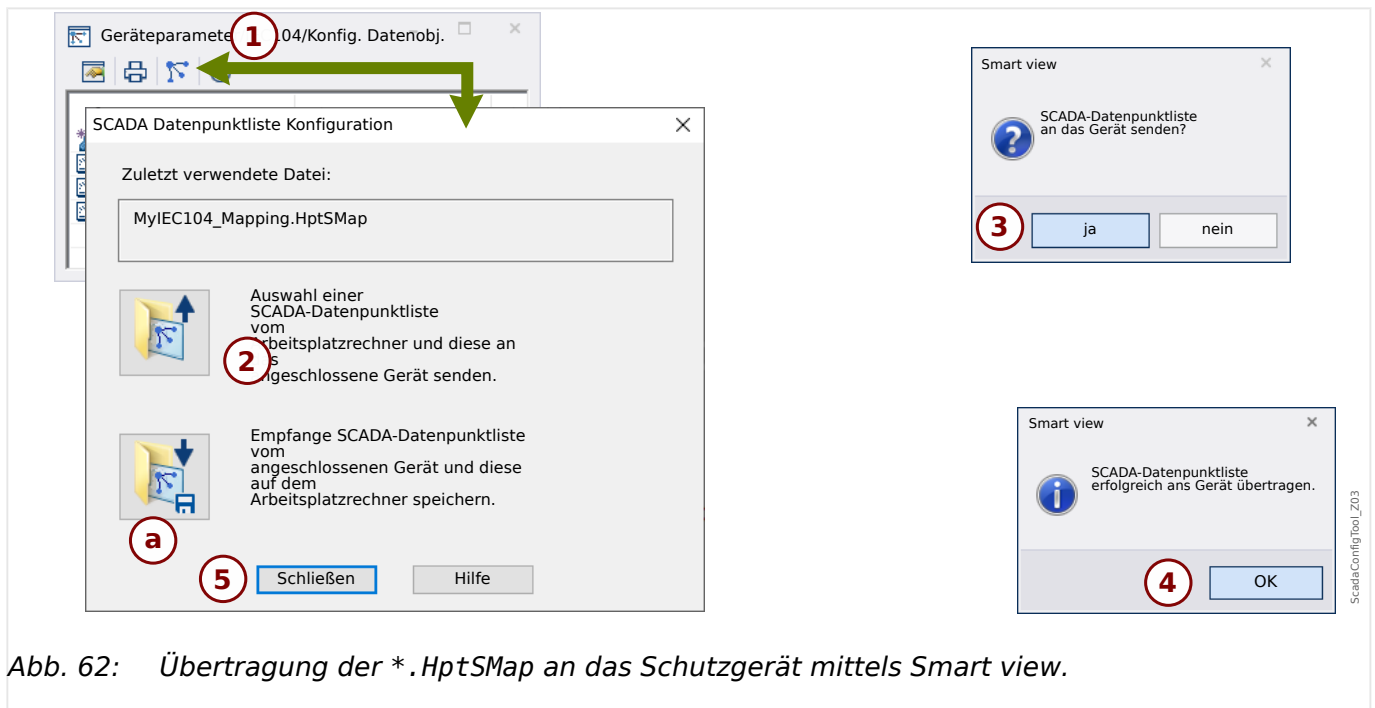 Geräteparamete 1 04/Konfig. Datenobj.
SCADA Datenpunktliste Konfiguration
Zuletzt verwendete Datei:
MyIEC104_Mapping.HptSMap
Auswahl einer
SCADA-Datenpunktliste
vom
rbeitsplatzrechner und diese an
2 s
ngeschlossene Gerät senden.
Empfange SCADA-Datenpunktliste
vom
angeschlossenen Gerät und diese
auf dem
Arbeitsplatzrechner speichern.
a
5 Schließen Hilfe
Smart view
SCADA-Datenpunktliste
an das Gerät senden?
3 ja nein
Smart view
SCADA-Datenpunktliste
erfolgreich ans Gerät übertragen.
4 OK
ScadaConfigTool_Z03
Abb. 62: Übertragung der *.HptSMap an das Schutzgerät mittels Smart view.